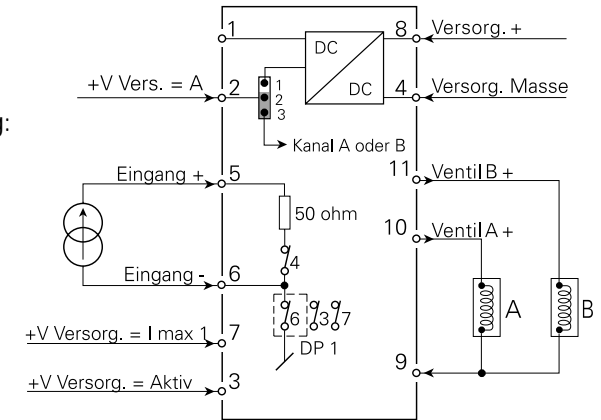 1
8
Versorg. +
DC
DC
+V Vers. = A
2
1
2
3
4
Versorg. Masse
g:
Kanal A oder B
Eingang +
5
50 ohm
11
Ventil B +
10
Ventil A +
4
Eingang -
6
6
3
7
DP 1
A
B
+V Versorg. = I max 1
7
9
+V Versorg. = Aktiv
3